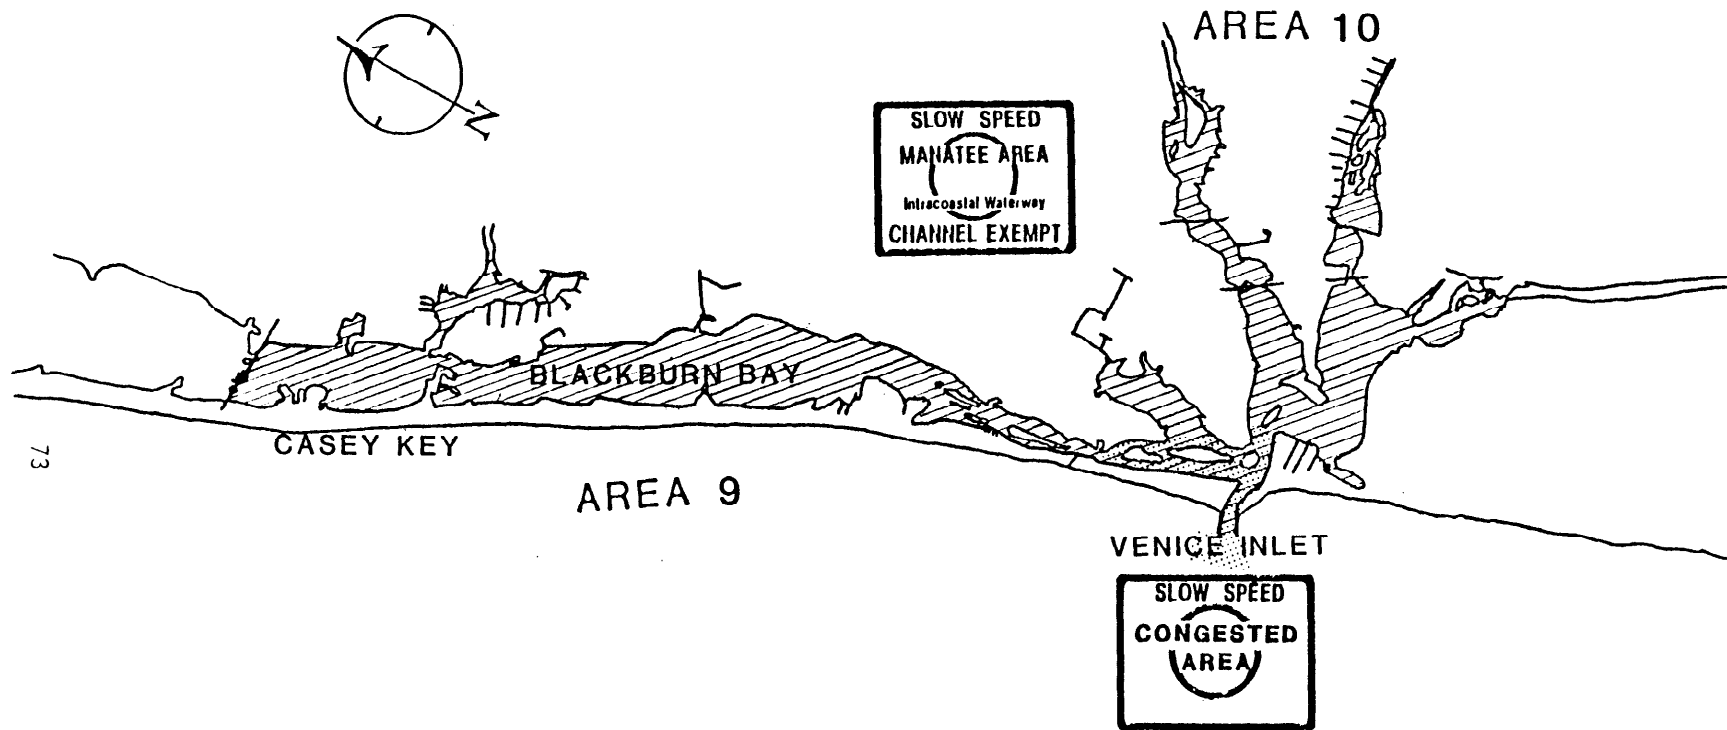 AREA 10
SLOW SPEED
MANATEE AREA
Intracoastal Waterway
CHANNEL EXEMPT
N
BLACKBURN BAY
CASEY KEY
73
AREA 9
VENICE INLET
SLOW SPEED
CONGESTED
AREA